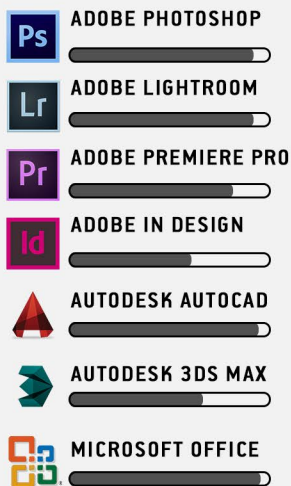 Ps
ADOBE PHOTOSHOP
Lr
ADOBE LIGHTROOM
Pr
ADOBE PREMIERE PRO
Id
ADOBE IN DESIGN
AUTODESK AUTOCAD
AUTODESK 3DS MAX
MICROSOFT OFFICE